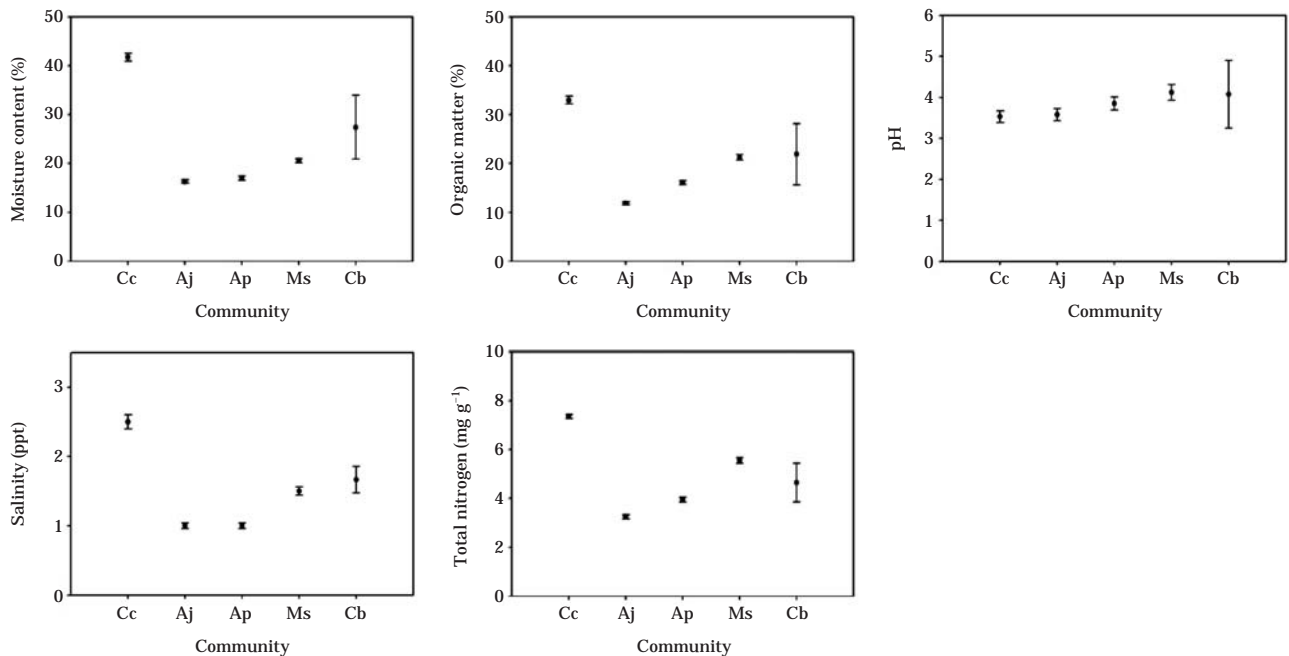 Moisture content (%)
50
40
30
20
10
0
Cc Aj Ap Ms Cb
Community
Organic matter (%)
50
40
30
20
10
0
Cc Aj Ap Ms Cb
Community
pH
6
5
4
3
2
1
0
Cc Aj Ap Ms Cb
Community
Salinity (ppt)
3
2
1
0
Cc Aj Ap Ms Cb
Community
Total nitrogen (mg g⁻¹)
10
8
6
4
2
0
Cc Aj Ap Ms Cb
Community